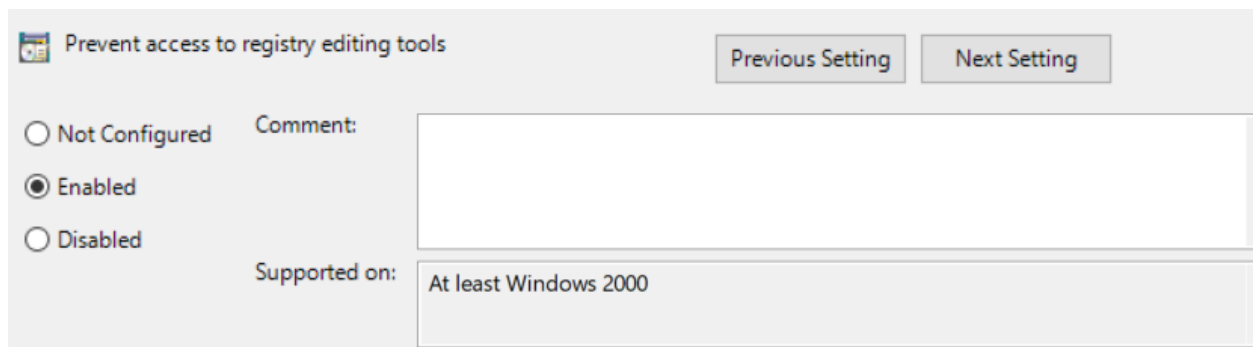 Prevent access to registry editing tools
Previous Setting
Next Setting
Not Configured
Comment:
Enabled
Disabled
Supported on:
At least Windows 2000